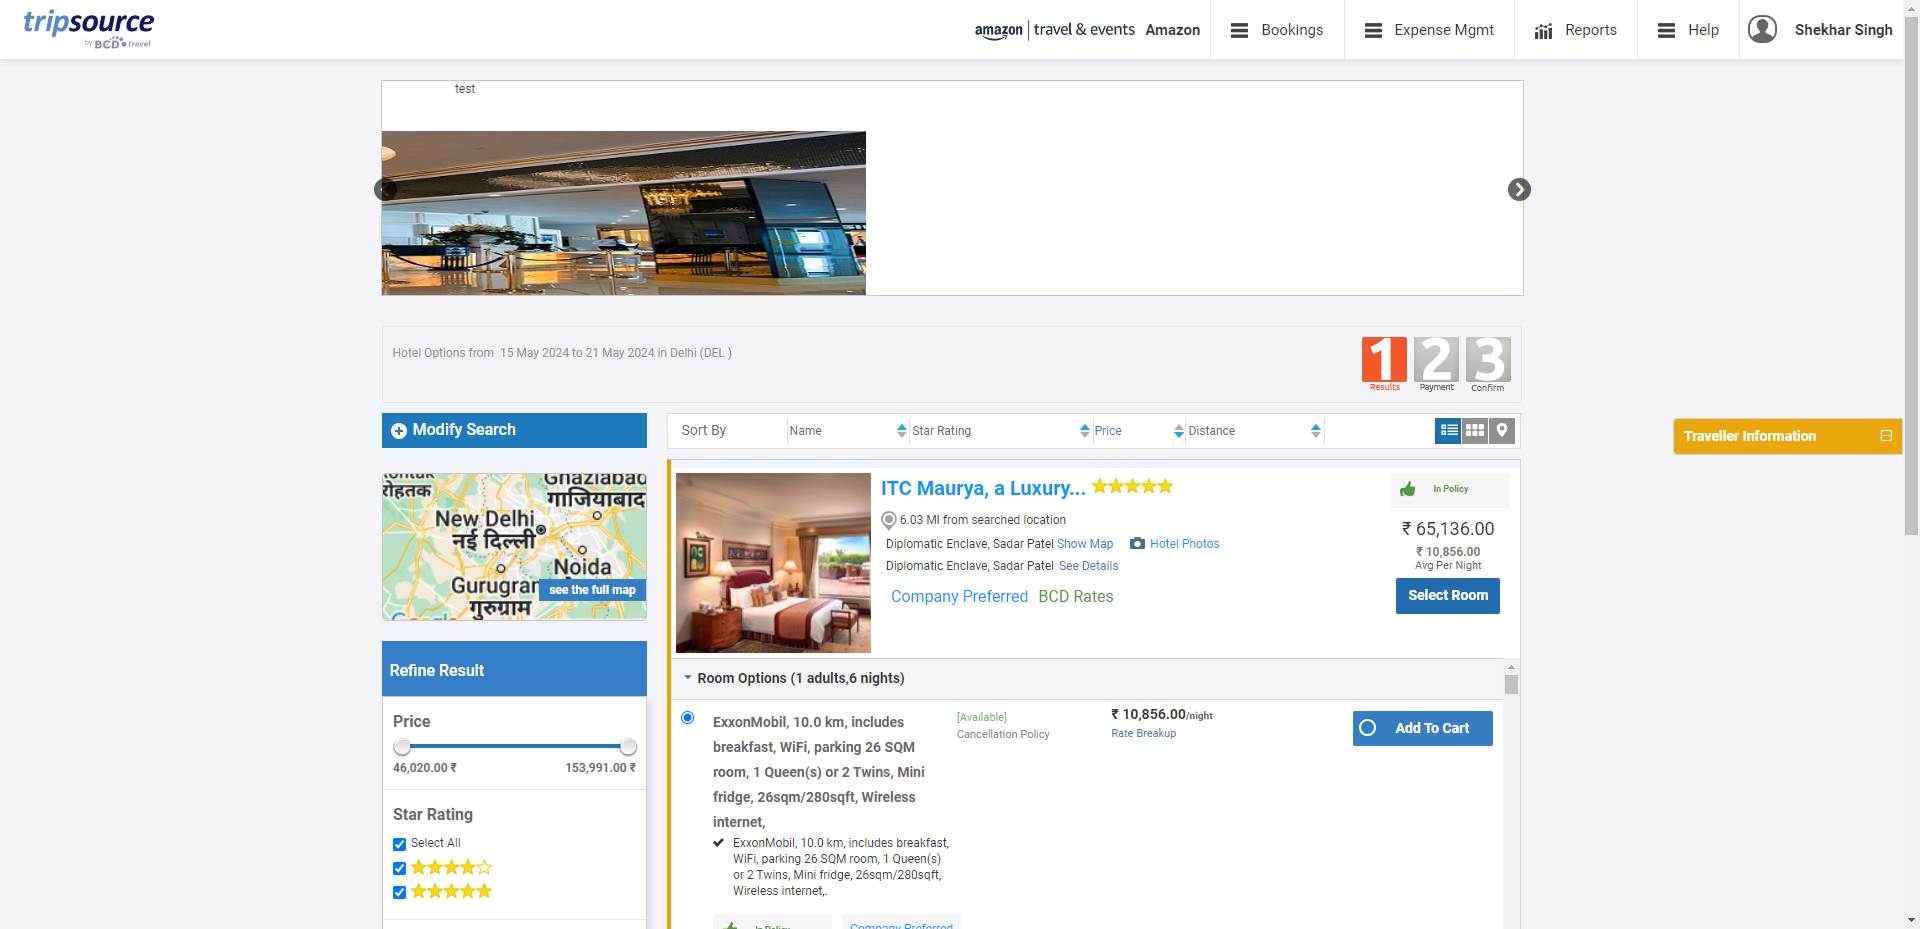 tripsource
by BCD travel
amazon | travel & events Amazon
Bookings
Expense Mgmt
Reports
Help
Shekhar Singh
test
Hotel Options from 15 May 2024 to 21 May 2024 in Delhi (DEL )
1 2 3
Results Payment Confirm
Modify Search
Sort By
Name
Star Rating
Price
Distance
Traveller Information
रोहतक
Ghaziabad
गाजियाबाद
New Delhi
नई दिल्ली
Noida
Gurugram
गुरुग्राम
see the full map
Google
ITC Maurya, a Luxury...
6.03 MI from searched location
Diplomatic Enclave, Sadar Patel Show Map Hotel Photos
Diplomatic Enclave, Sadar Patel See Details
Company Preferred BCD Rates
In Policy
₹ 65,136.00
₹ 10,856.00
Avg Per Night
Select Room
Refine Result
Price
46,020.00 ₹ 153,991.00 ₹
Star Rating
Select All
Room Options (1 adults,6 nights)
ExxonMobil, 10.0 km, includes
breakfast, WiFi, parking 26 SQM
room, 1 Queen(s) or 2 Twins, Mini
fridge, 26sqm/280sqft, Wireless
internet,
[Available]
Cancellation Policy
₹ 10,856.00/night
Rate Breakup
Add To Cart
ExxonMobil, 10.0 km, includes breakfast,
WiFi, parking 26 SQM room, 1 Queen(s)
or 2 Twins, Mini fridge, 26sqm/280sqft,
Wireless internet,.
In Policy
Company Preferred